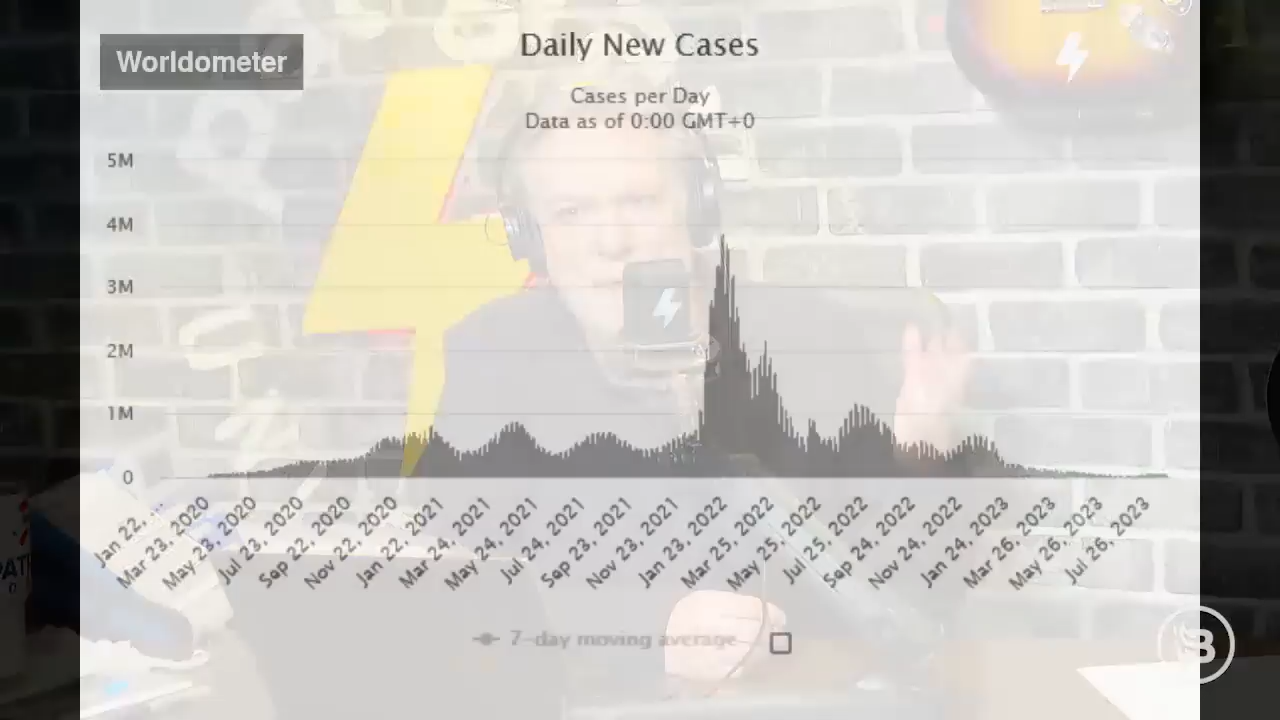 Worldometer
Daily New Cases
Cases per Day
Data as of 0:00 GMT+0
5M
4M
3M
2M
1M
0
Jan 22,
Mar 23, 2020
May 23, 2020
Jul 23, 2020
Sep 22, 2020
Nov 22, 2020
Jan 22, 2021
Mar 24, 2021
May 24, 2021
Jul 24, 2021
Sep 23, 2021
Nov 23, 2021
Jan 23, 2022
Mar 25, 2022
May 25, 2022
Jul 25, 2022
Sep 24, 2022
Nov 24, 2022
Jan 24, 2023
Mar 26, 2023
May 26, 2023
Jul 26, 2023
7-day moving average
B